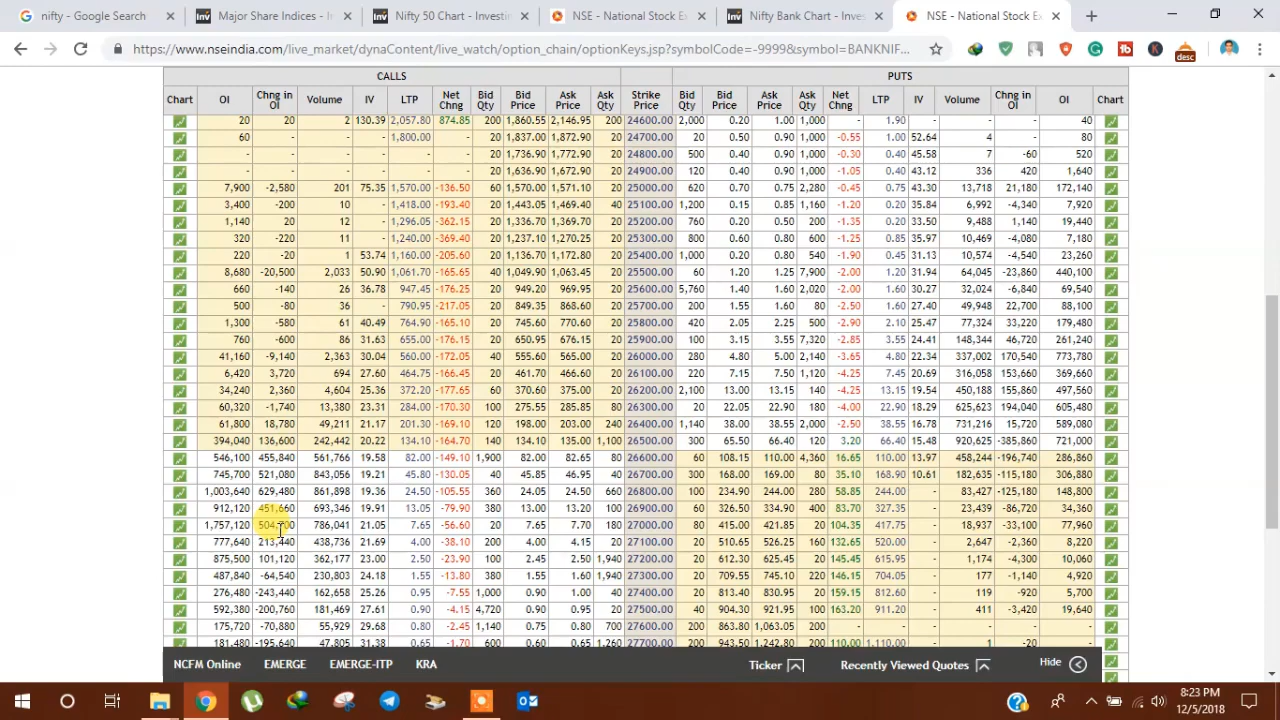 nifty - Google Search
Major Share Indices - In
Nifty 50 Chart - Investin
NSE - National Stock Ex
Nifty Bank Chart - Inves
NSE - National Stock Ex
https://www.nseindia.com/live_market/dynaContent/live_watch/option_chain/optionKeys.jsp?symbolCode=-9999&symbol=BANKNIF...
desc
CALLS PUTS
Chart OI Chng in OI Volume IV LTP Net Chng Bid Qty Bid Price Ask Price Ask Qty Strike Price Bid Qty Bid Price Ask Price Ask Qty Net Chng LTP IV Volume Chng in OI OI Chart
20 20 2 130.39 2,057.80 874.85 200 1,860.55 2,146.95 200 24600.00 2,000 0.20 1.00 1,000 - 1.90 - - - 40
60 - - - 1,800.00 - 20 1,837.00 1,872.90 20 24700.00 20 0.50 0.90 1,000 -0.55 1.00 52.64 4 - 80
- - - - - - 20 1,736.90 1,772.90 20 24800.00 500 0.40 0.90 1,000 -0.30 0.40 45.58 7 -60 520
- - - - - - 20 1,636.90 1,672.90 20 24900.00 120 0.40 0.90 1,000 -1.05 0.40 43.12 336 420 1,640
7,900 -2,580 201 75.35 1,570.00 -136.50 60 1,570.00 1,571.10 20 25000.00 620 0.70 0.75 2,280 -0.45 0.75 43.30 13,718 21,180 172,140
3,400 -200 10 - 1,418.00 -193.40 20 1,443.05 1,469.40 40 25100.00 1,200 0.15 0.85 1,160 -1.20 0.20 35.84 6,992 -4,340 7,920
1,140 20 12 - 1,296.05 -362.15 20 1,336.70 1,369.70 20 25200.00 760 0.20 0.50 200 -1.35 0.20 33.50 9,488 1,140 19,440
320 -220 11 - 1,240.00 -369.40 20 1,237.10 1,270.25 20 25300.00 800 0.60 0.80 600 -1.25 0.85 35.97 10,469 -4,080 7,180
220 -20 1 53.74 1,160.00 -205.60 20 1,136.70 1,172.80 20 25400.00 1,000 0.20 0.80 540 -1.90 0.45 31.13 10,574 -4,540 23,260
8,680 -20,500 2,033 50.90 1,061.70 -165.65 40 1,049.90 1,063.45 20 25500.00 60 1.20 1.25 7,900 -2.00 1.20 31.94 64,045 -23,860 440,100
660 -140 26 36.78 947.45 -176.25 20 949.20 969.95 20 25600.00 5,760 1.40 1.60 2,020 -2.00 1.60 30.27 32,024 -6,840 69,540
500 -80 36 - 790.95 -217.05 20 849.35 868.60 20 25700.00 200 1.55 1.60 80 -2.50 1.60 27.40 49,948 22,700 88,100
1,300 -580 61 40.49 764.90 -165.10 20 745.60 770.60 20 25800.00 420 2.05 2.25 500 -2.90 2.10 25.47 77,324 33,220 179,480
760 -600 86 31.63 655.00 -176.15 20 650.95 676.15 20 25900.00 100 3.15 3.55 7,320 -3.85 3.55 24.41 148,344 46,720 261,240
41,160 -9,140 2,363 30.04 560.00 -172.05 40 555.60 565.00 20 26000.00 280 4.80 5.00 2,140 -3.65 4.80 22.34 337,002 170,540 773,780
6,420 3,720 694 27.60 464.75 -166.45 20 461.70 466.60 20 26100.00 220 7.15 7.50 1,120 -4.25 7.45 20.69 316,058 153,660 369,660
34,240 2,360 4,604 25.36 372.20 -177.65 60 370.60 375.00 20 26200.00 2,100 13.00 13.15 140 -4.25 13.15 19.54 450,188 155,860 497,560
60,320 -1,740 13,380 23.31 284.00 -170.30 100 275.55 285.85 80 26300.00 20 22.05 22.90 180 -4.00 22.90 18.29 625,623 194,040 605,480
61,800 18,780 49,211 21.17 201.30 -169.10 120 198.00 203.00 240 26400.00 1,140 38.00 38.55 2,000 -2.50 38.55 16.78 731,216 15,720 589,080
394,040 136,600 242,442 20.22 134.10 -164.70 140 134.10 135.00 1,100 26500.00 300 65.50 66.40 120 3.20 66.40 15.48 920,625 -385,860 721,000
546,100 455,840 561,766 19.58 82.00 -149.10 1,900 82.00 82.65 80 26600.00 60 108.15 110.00 4,360 16.65 110.00 13.97 458,244 -196,740 286,860
745,700 521,080 843,056 19.21 45.80 -130.05 40 45.85 46.95 40 26700.00 300 168.00 169.00 80 35.10 168.90 10.61 182,635 -115,180 306,880
1,003,640 629,480 861,898 19.36 24.50 -105.55 360 24.05 24.50 660 26800.00 100 234.90 244.00 280 58.85 244.00 - 83,427 -125,180 148,800
912,120 451,660 693,346 19.91 13.05 -79.90 380 13.00 13.20 100 26900.00 60 326.50 334.90 400 83.70 327.35 - 23,439 -86,720 34,360
1,757,120 786,041 21.05 7.65 -56.60 20 7.65 7.70 180 27000.00 80 415.00 421.85 20 104.35 417.75 - 18,937 -33,100 77,960
777,640 213,440 438,736 21.69 4.00 -38.10 200 4.00 4.15 20 27100.00 20 510.65 526.25 160 132.65 520.00 - 2,647 -2,360 11,680
875,500 101,120 362,177 23.00 2.50 -23.90 100 2.45 2.50 1,940 27200.00 20 612.30 625.45 20 145.45 615.95 - 1,174 -4,300 10,060
487,840 -64,540 230,803 24.18 1.55 -13.80 380 1.55 1.60 1,940 27300.00 20 709.55 745.10 220 146.15 704.05 - 177 -1,140 4,920
276,480 -243,440 162,658 25.26 0.95 -7.55 1,000 0.90 1.00 40 27400.00 20 813.40 830.95 20 159.15 812.60 - 119 -920 5,700
592,380 -200,760 181,469 27.61 0.90 -4.15 4,720 0.90 0.95 20 27500.00 40 904.30 921.95 100 163.20 911.20 - 411 -3,420 19,640
175,720 -70,880 55,929 29.68 0.80 -2.45 1,140 0.75 0.80 700 27600.00 200 863.80 1,063.05 200 - - - - - -
181,480 -195,640 47,805 31.38 0.65 -1.70 600 0.60 0.65 1,260 27700.00 200 943.50 1,242.80 200 110.00 1,110.00 - 1 -20 -
NCFM Online EMERGE EMERGE-ITP KRA Ticker Recently Viewed Quotes Hide
8:23 PM
12/5/2018